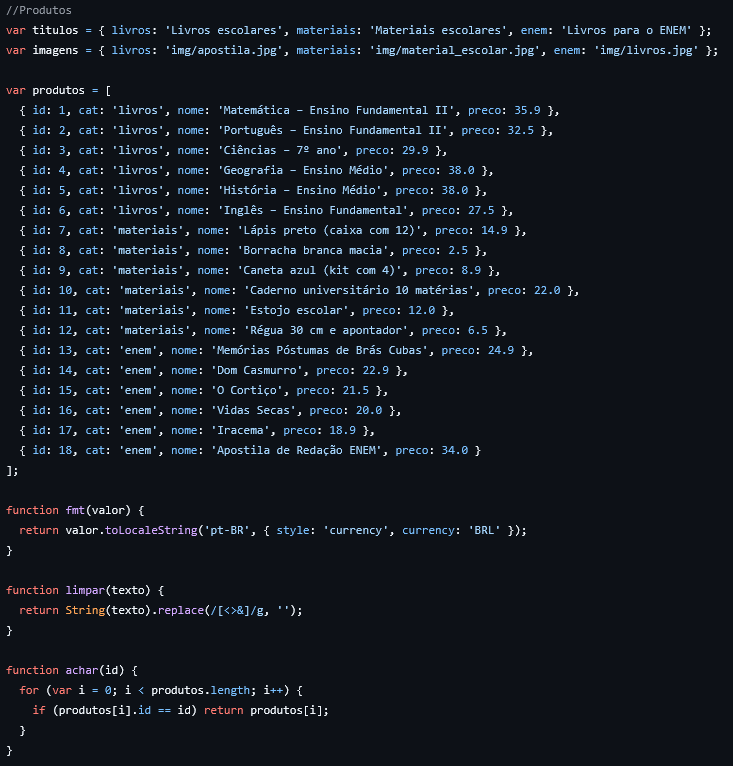 //Produtos
var titulos = { livros: 'Livros escolares', materiais: 'Materiais escolares', enem: 'Livros para o ENEM' };
var imagens = { livros: 'img/apostila.jpg', materiais: 'img/material_escolar.jpg', enem: 'img/livros.jpg' };

var produtos = [
  { id: 1, cat: 'livros', nome: 'Matemática – Ensino Fundamental II', preco: 35.9 },
  { id: 2, cat: 'livros', nome: 'Português – Ensino Fundamental II', preco: 32.5 },
  { id: 3, cat: 'livros', nome: 'Ciências – 7º ano', preco: 29.9 },
  { id: 4, cat: 'livros', nome: 'Geografia – Ensino Médio', preco: 38.0 },
  { id: 5, cat: 'livros', nome: 'História – Ensino Médio', preco: 38.0 },
  { id: 6, cat: 'livros', nome: 'Inglês – Ensino Fundamental', preco: 27.5 },
  { id: 7, cat: 'materiais', nome: 'Lápis preto (caixa com 12)', preco: 14.9 },
  { id: 8, cat: 'materiais', nome: 'Borracha branca macia', preco: 2.5 },
  { id: 9, cat: 'materiais', nome: 'Caneta azul (kit com 4)', preco: 8.9 },
  { id: 10, cat: 'materiais', nome: 'Caderno universitário 10 matérias', preco: 22.0 },
  { id: 11, cat: 'materiais', nome: 'Estojo escolar', preco: 12.0 },
  { id: 12, cat: 'materiais', nome: 'Régua 30 cm e apontador', preco: 6.5 },
  { id: 13, cat: 'enem', nome: 'Memórias Póstumas de Brás Cubas', preco: 24.9 },
  { id: 14, cat: 'enem', nome: 'Dom Casmurro', preco: 22.9 },
  { id: 15, cat: 'enem', nome: 'O Cortiço', preco: 21.5 },
  { id: 16, cat: 'enem', nome: 'Vidas Secas', preco: 20.0 },
  { id: 17, cat: 'enem', nome: 'Iracema', preco: 18.9 },
  { id: 18, cat: 'enem', nome: 'Apostila de Redação ENEM', preco: 34.0 }
];

function fmt(valor) {
  return valor.toLocaleString('pt-BR', { style: 'currency', currency: 'BRL' });
}

function limpar(texto) {
  return String(texto).replace(/[<>&]/g, '');
}

function achar(id) {
  for (var i = 0; i < produtos.length; i++) {
    if (produtos[i].id == id) return produtos[i];
  }
}